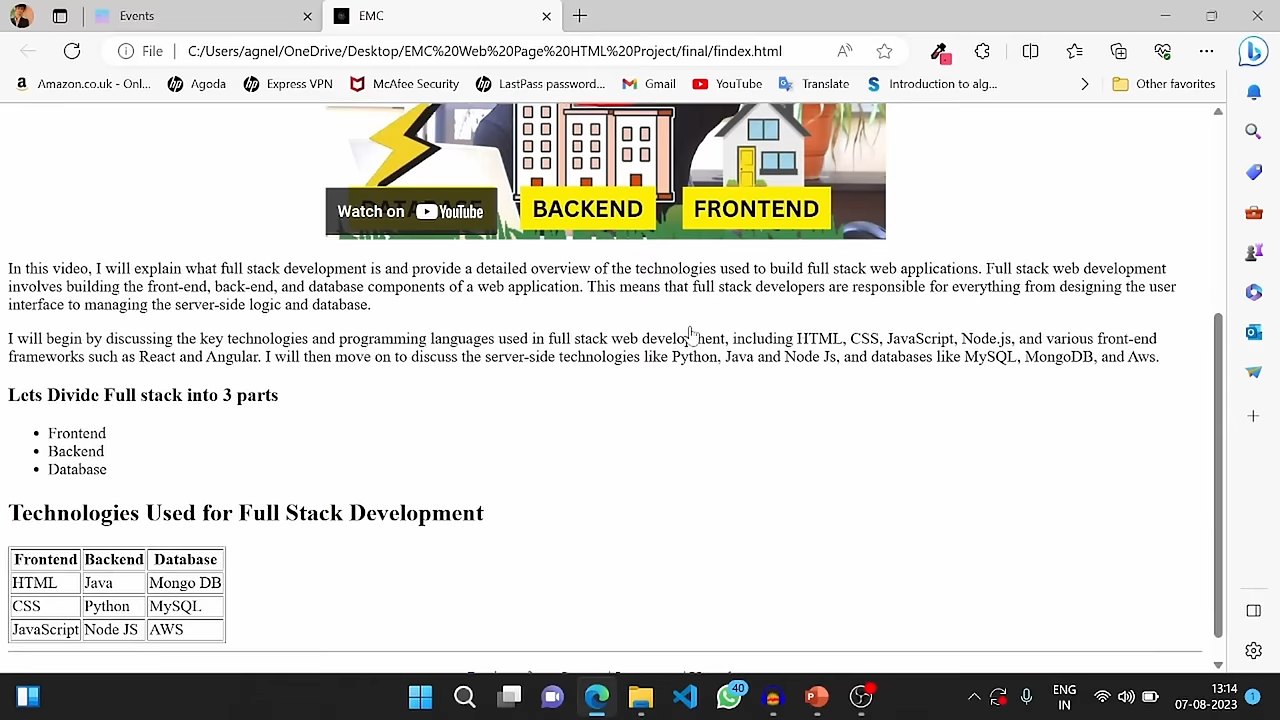 Events
EMC
File
C:/Users/agnel/OneDrive/Desktop/EMC%20Web%20Page%20HTML%20Project/final/findex.html
Amazon.co.uk - Onl...
Agoda
Express VPN
McAfee Security
LastPass password...
Gmail
YouTube
Translate
Introduction to alg...
Other favorites
Watch on YouTube
BACKEND
FRONTEND
In this video, I will explain what full stack development is and provide a detailed overview of the technologies used to build full stack web applications. Full stack web development
involves building the front-end, back-end, and database components of a web application. This means that full stack developers are responsible for everything from designing the user
interface to managing the server-side logic and database.
I will begin by discussing the key technologies and programming languages used in full stack web development, including HTML, CSS, JavaScript, Node.js, and various front-end
frameworks such as React and Angular. I will then move on to discuss the server-side technologies like Python, Java and Node Js, and databases like MySQL, MongoDB, and Aws.
Lets Divide Full stack into 3 parts
Frontend
Backend
Database
Technologies Used for Full Stack Development
Frontend Backend Database
HTML Java Mongo DB
CSS Python MySQL
JavaScript Node JS AWS
40
ENG
IN
13:14
07-08-2023
1